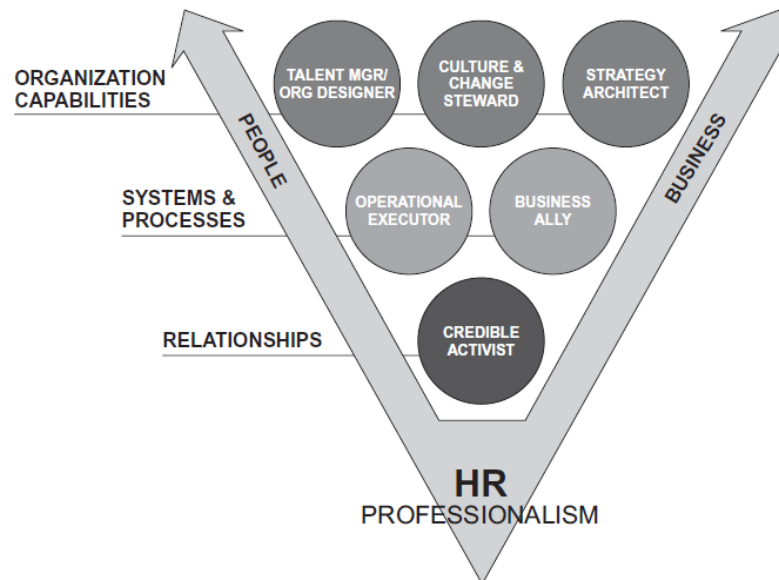 ORGANIZATION
CAPABILITIES
TALENT MGR/
ORG DESIGNER
CULTURE &
CHANGE
STEWARD
STRATEGY
ARCHITECT
PEOPLE
BUSINESS
SYSTEMS &
PROCESSES
OPERATIONAL
EXECUTOR
BUSINESS
ALLY
RELATIONSHIPS
CREDIBLE
ACTIVIST
HR
PROFESSIONALISM